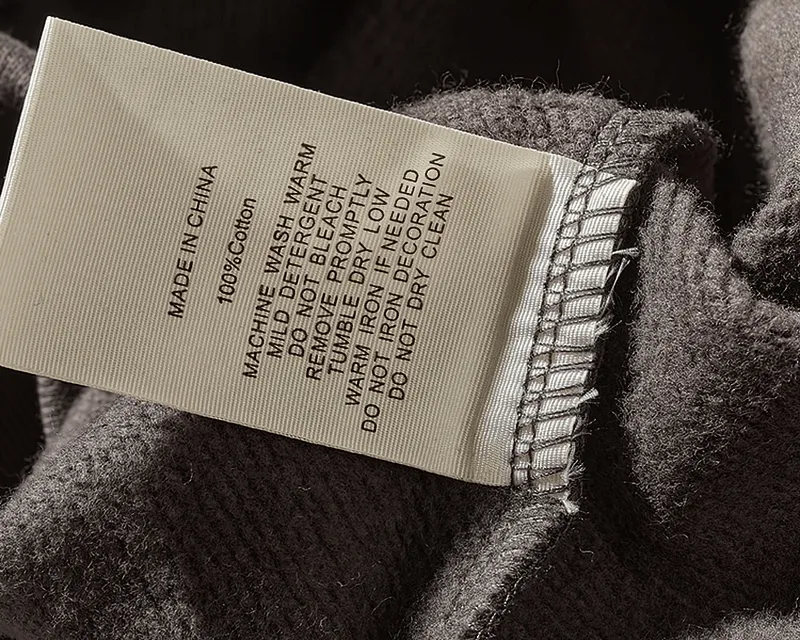 MADE IN CHINA
100%Cotton
MACHINE WASH WARM
MILD DETERGENT
DO NOT BLEACH
REMOVE PROMPTLY
TUMBLE DRY LOW
WARM IRON IF NEEDED
DO NOT IRON DECORATION
DO NOT DRY CLEAN